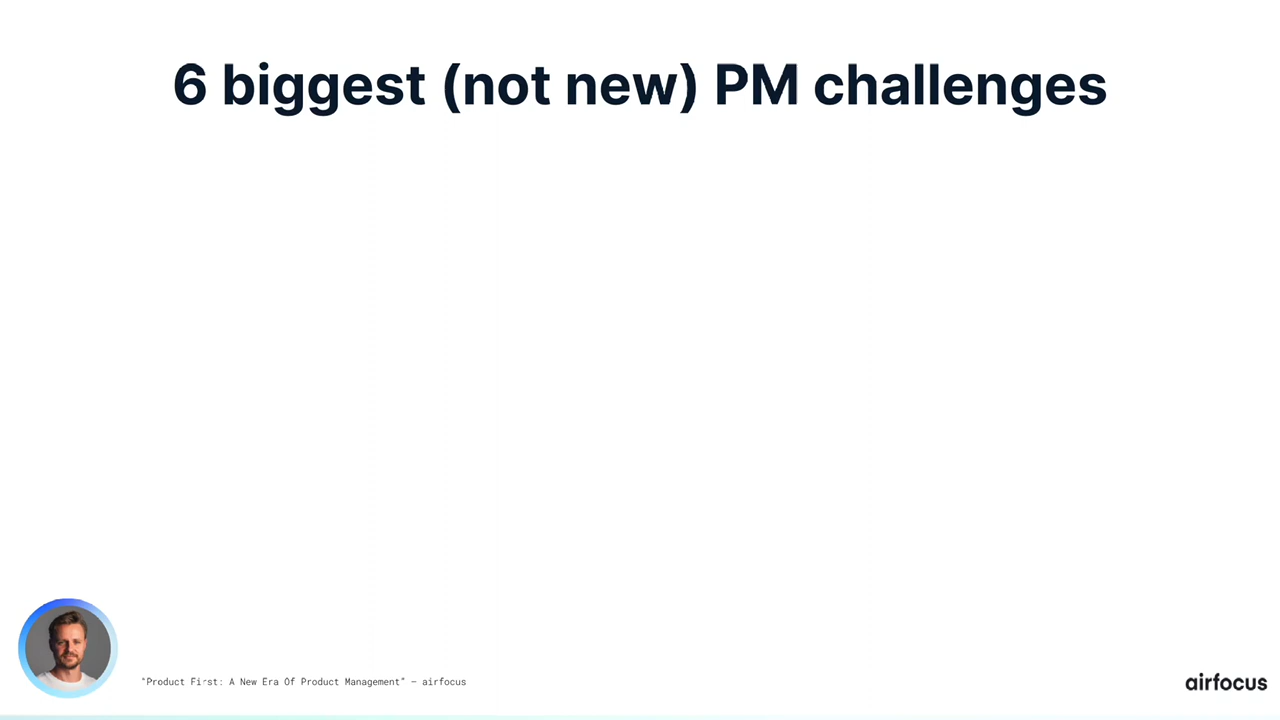 6 biggest (not new) PM challenges
"Product First: A New Era Of Product Management" – airfocus
airfocus